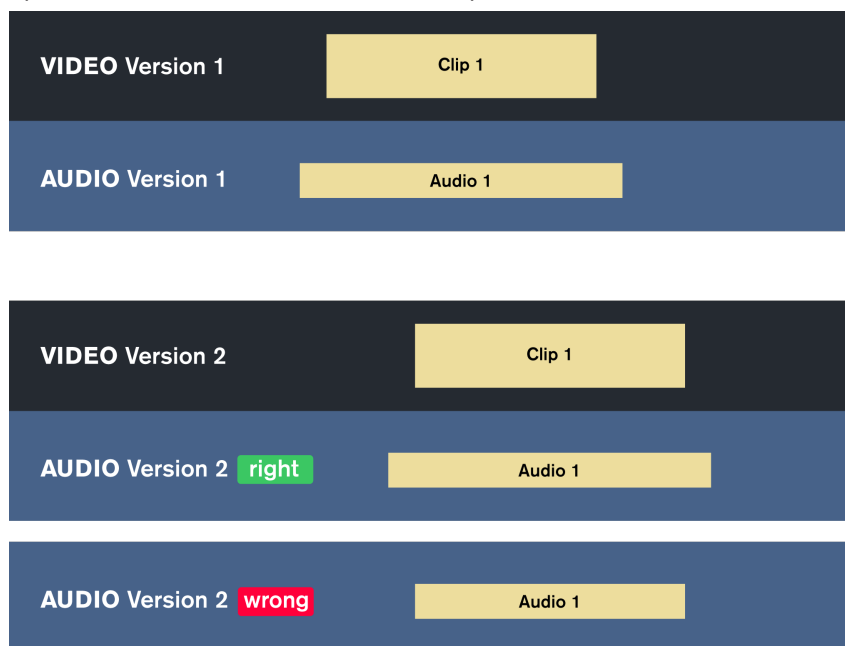 VIDEO Version 1
Clip 1
AUDIO Version 1
Audio 1
VIDEO Version 2
Clip 1
AUDIO Version 2 right
Audio 1
AUDIO Version 2 wrong
Audio 1